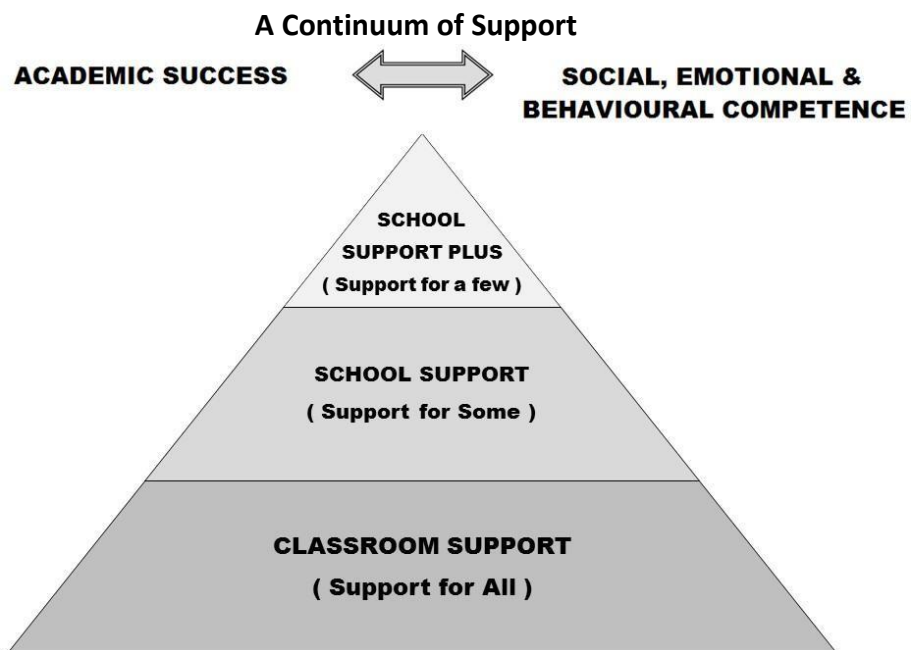 A Continuum of Support
ACADEMIC SUCCESS
SOCIAL, EMOTIONAL &
BEHAVIOURAL COMPETENCE
SCHOOL
SUPPORT PLUS
( Support for a few )
SCHOOL SUPPORT
( Support for Some )
CLASSROOM SUPPORT
( Support for All )